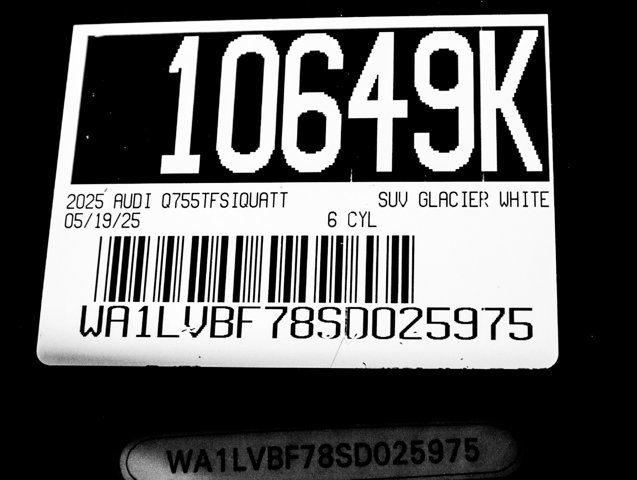 10649K
2025 AUDI Q755TFSIQUATT SUV GLACIER WHITE
05/19/25 6 CYL
WA1LVBF78SD025975
WA1LVBF78SD025975